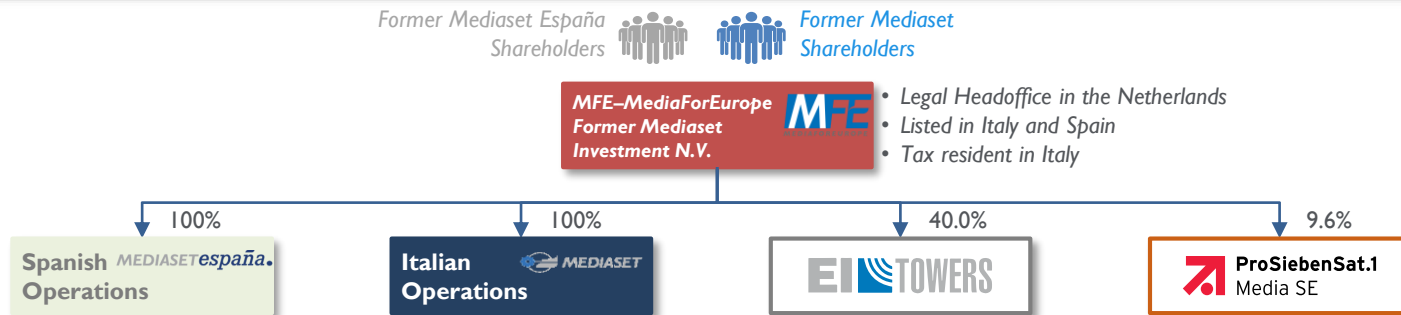 Former Mediaset España
Shareholders
Former Mediaset
Shareholders
MFE–MediaForEurope
Former Mediaset
Investment N.V.
MFE
• Legal Headoffice in the Netherlands
• Listed in Italy and Spain
• Tax resident in Italy
100%
100%
40.0%
9.6%
Spanish
Operations
MEDIASETespaña.
Italian
Operations
MEDIASET
EI TOWERS
ProSiebenSat.1
Media SE